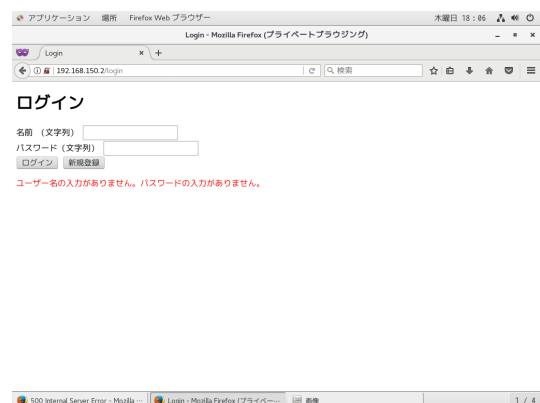 アプリケーション 場所 Firefox Web ブラウザー 木曜日 18：06
Login - Mozilla Firefox (プライベートブラウジング)
Login × +
192.168.150.2/login 検索
ログイン
名前 （文字列）
パスワード（文字列）
ログイン 新規登録
ユーザー名の入力がありません。パスワードの入力がありません。
500 Internal Server Error - Mozilla … Login - Mozilla Firefox (プライベー… 画像 1 / 4